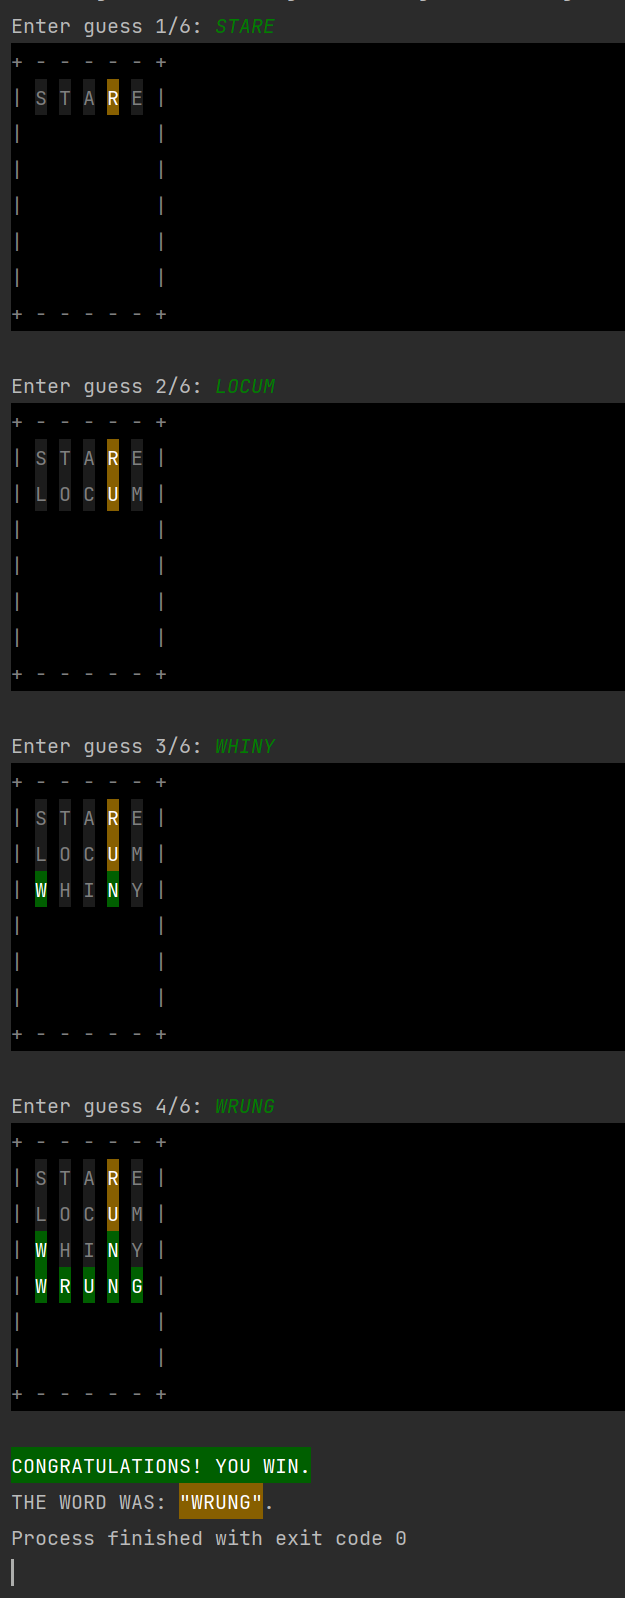 Enter guess 1/6: STARE
+ - - - - - +
| S T A R E |
|           |
|           |
|           |
|           |
|           |
+ - - - - - +
Enter guess 2/6: LOCUM
+ - - - - - +
| S T A R E |
| L O C U M |
|           |
|           |
|           |
|           |
+ - - - - - +
Enter guess 3/6: WHINY
+ - - - - - +
| S T A R E |
| L O C U M |
| W H I N Y |
|           |
|           |
|           |
+ - - - - - +
Enter guess 4/6: WRUNG
+ - - - - - +
| S T A R E |
| L O C U M |
| W H I N Y |
| W R U N G |
|           |
|           |
+ - - - - - +
CONGRATULATIONS! YOU WIN.
THE WORD WAS: "WRUNG".
Process finished with exit code 0